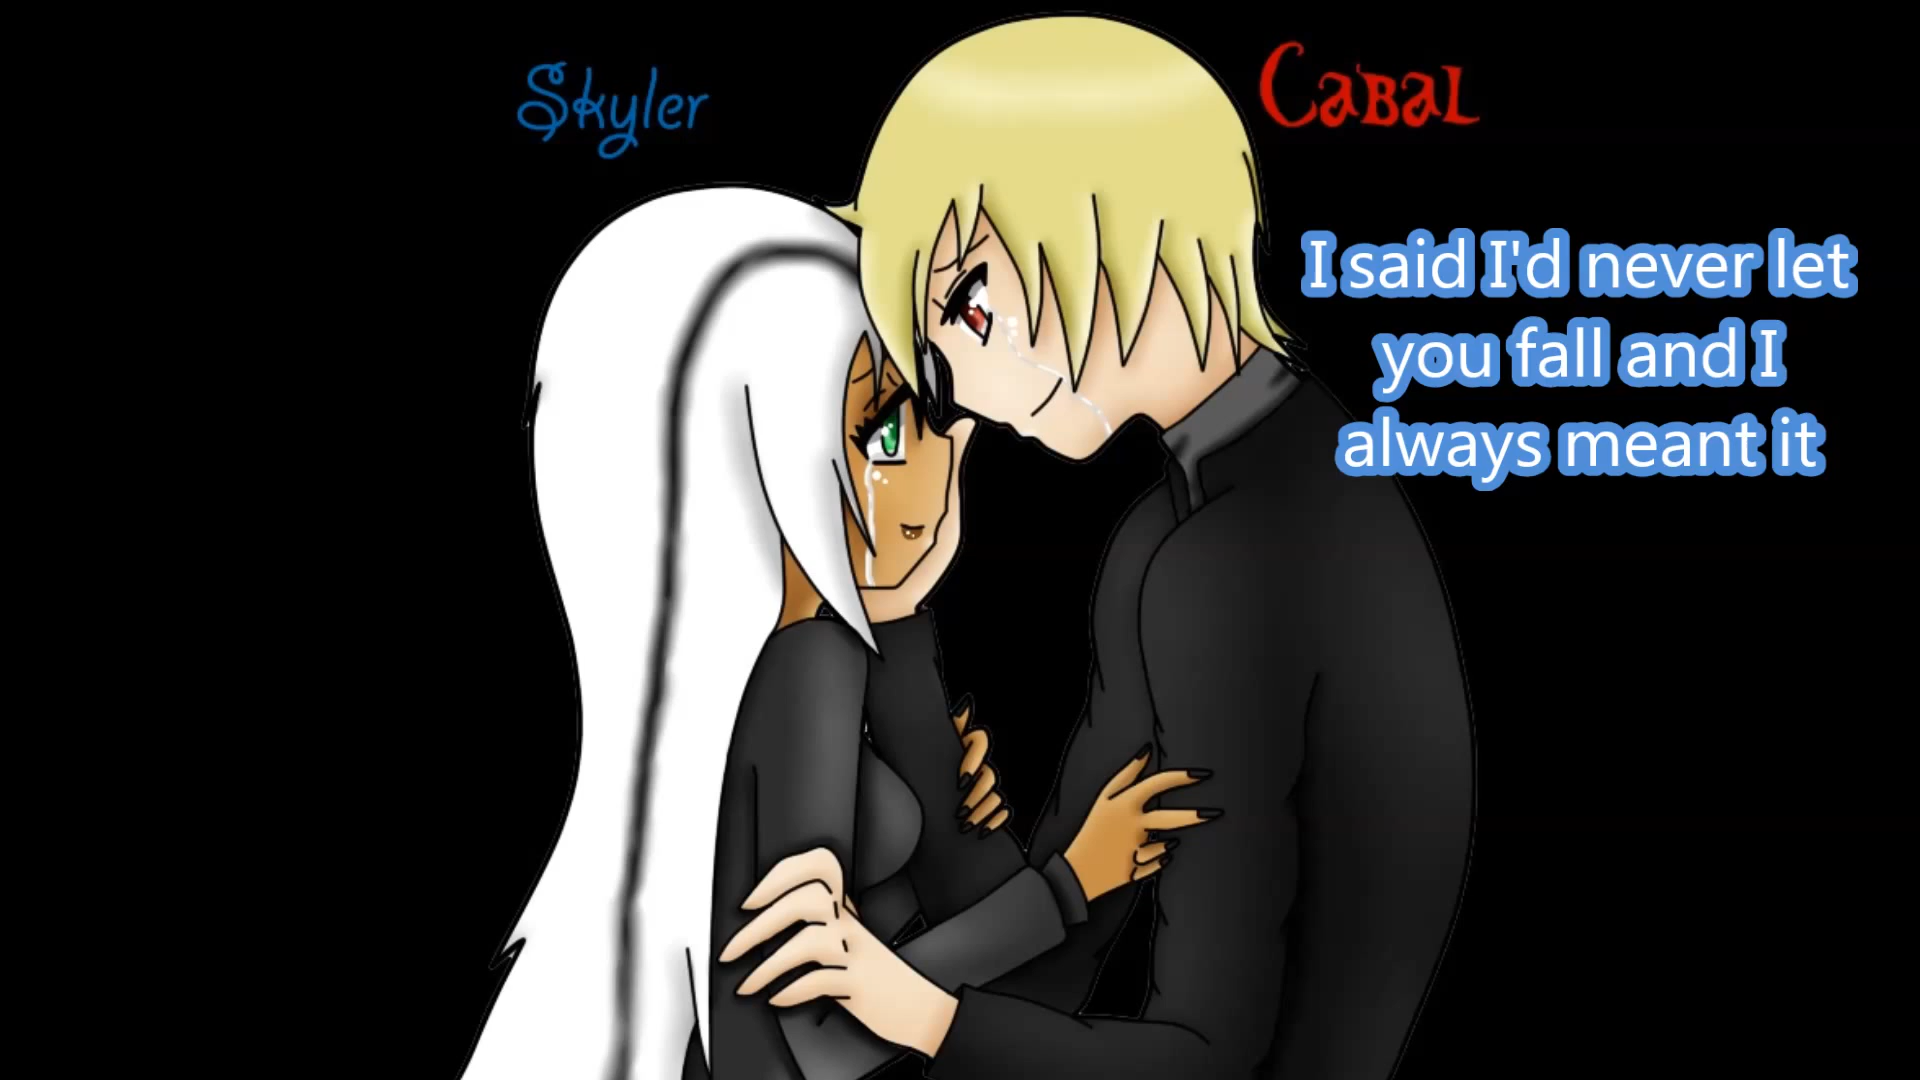 Skyler
Cabal
I said I'd never let
you fall and I
always meant it